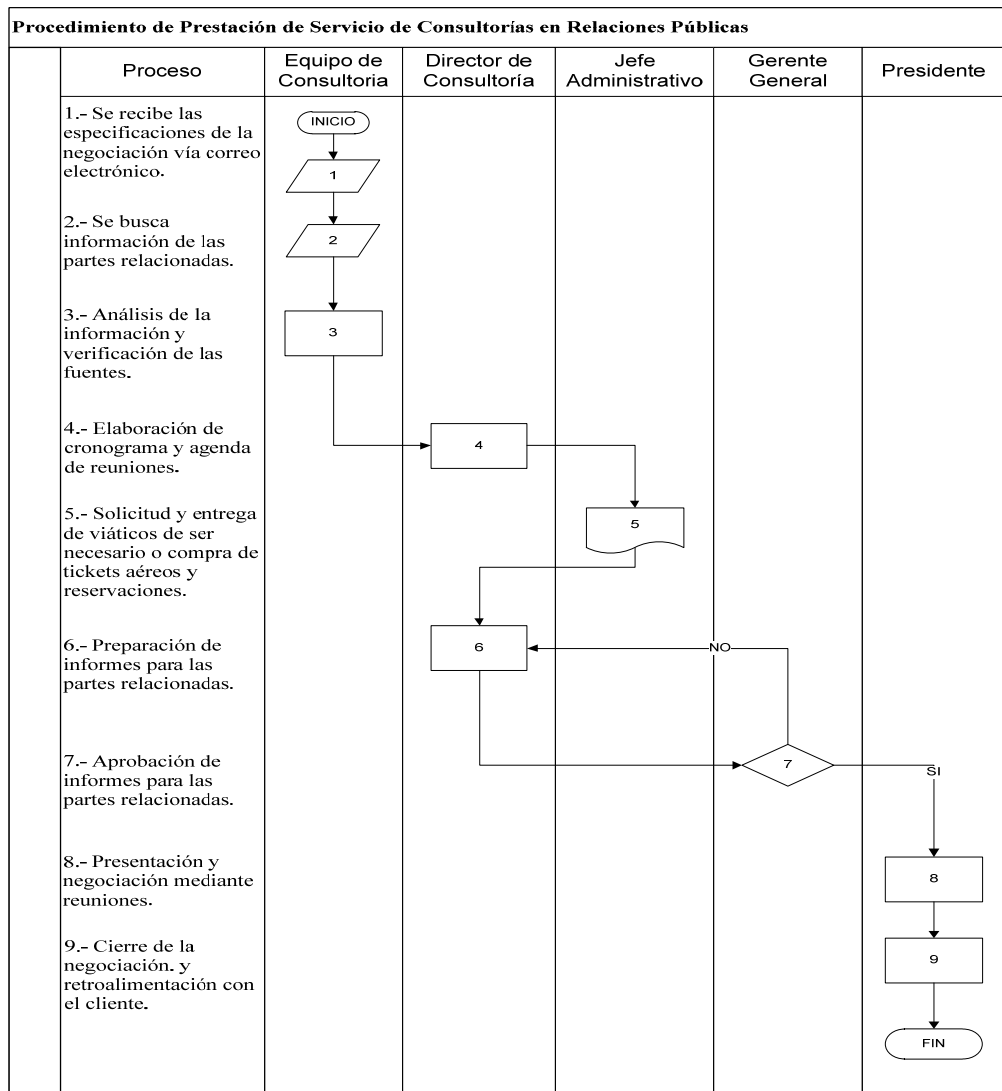 Procedimiento de Prestación de Servicio de Consultorías en Relaciones Públicas
Proceso
Equipo de
Consultoria
Director de
Consultoría
Jefe
Administrativo
Gerente
General
Presidente
1.- Se recibe las
especificaciones de la
negociación vía correo
electrónico.
INICIO
1
2.- Se busca
información de las
partes relacionadas.
2
3.- Análisis de la
información y
verificación de las
fuentes.
3
4.- Elaboración de
cronograma y agenda
de reuniones.
4
5.- Solicitud y entrega
de viáticos de ser
necesario o compra de
tickets aéreos y
reservaciones.
5
6.- Preparación de
informes para las
partes relacionadas.
6
NO
7.- Aprobación de
informes para las
partes relacionadas.
7
SI
8.- Presentación y
negociación mediante
reuniones.
8
9.- Cierre de la
negociación. y
retroalimentación con
el cliente.
9
FIN